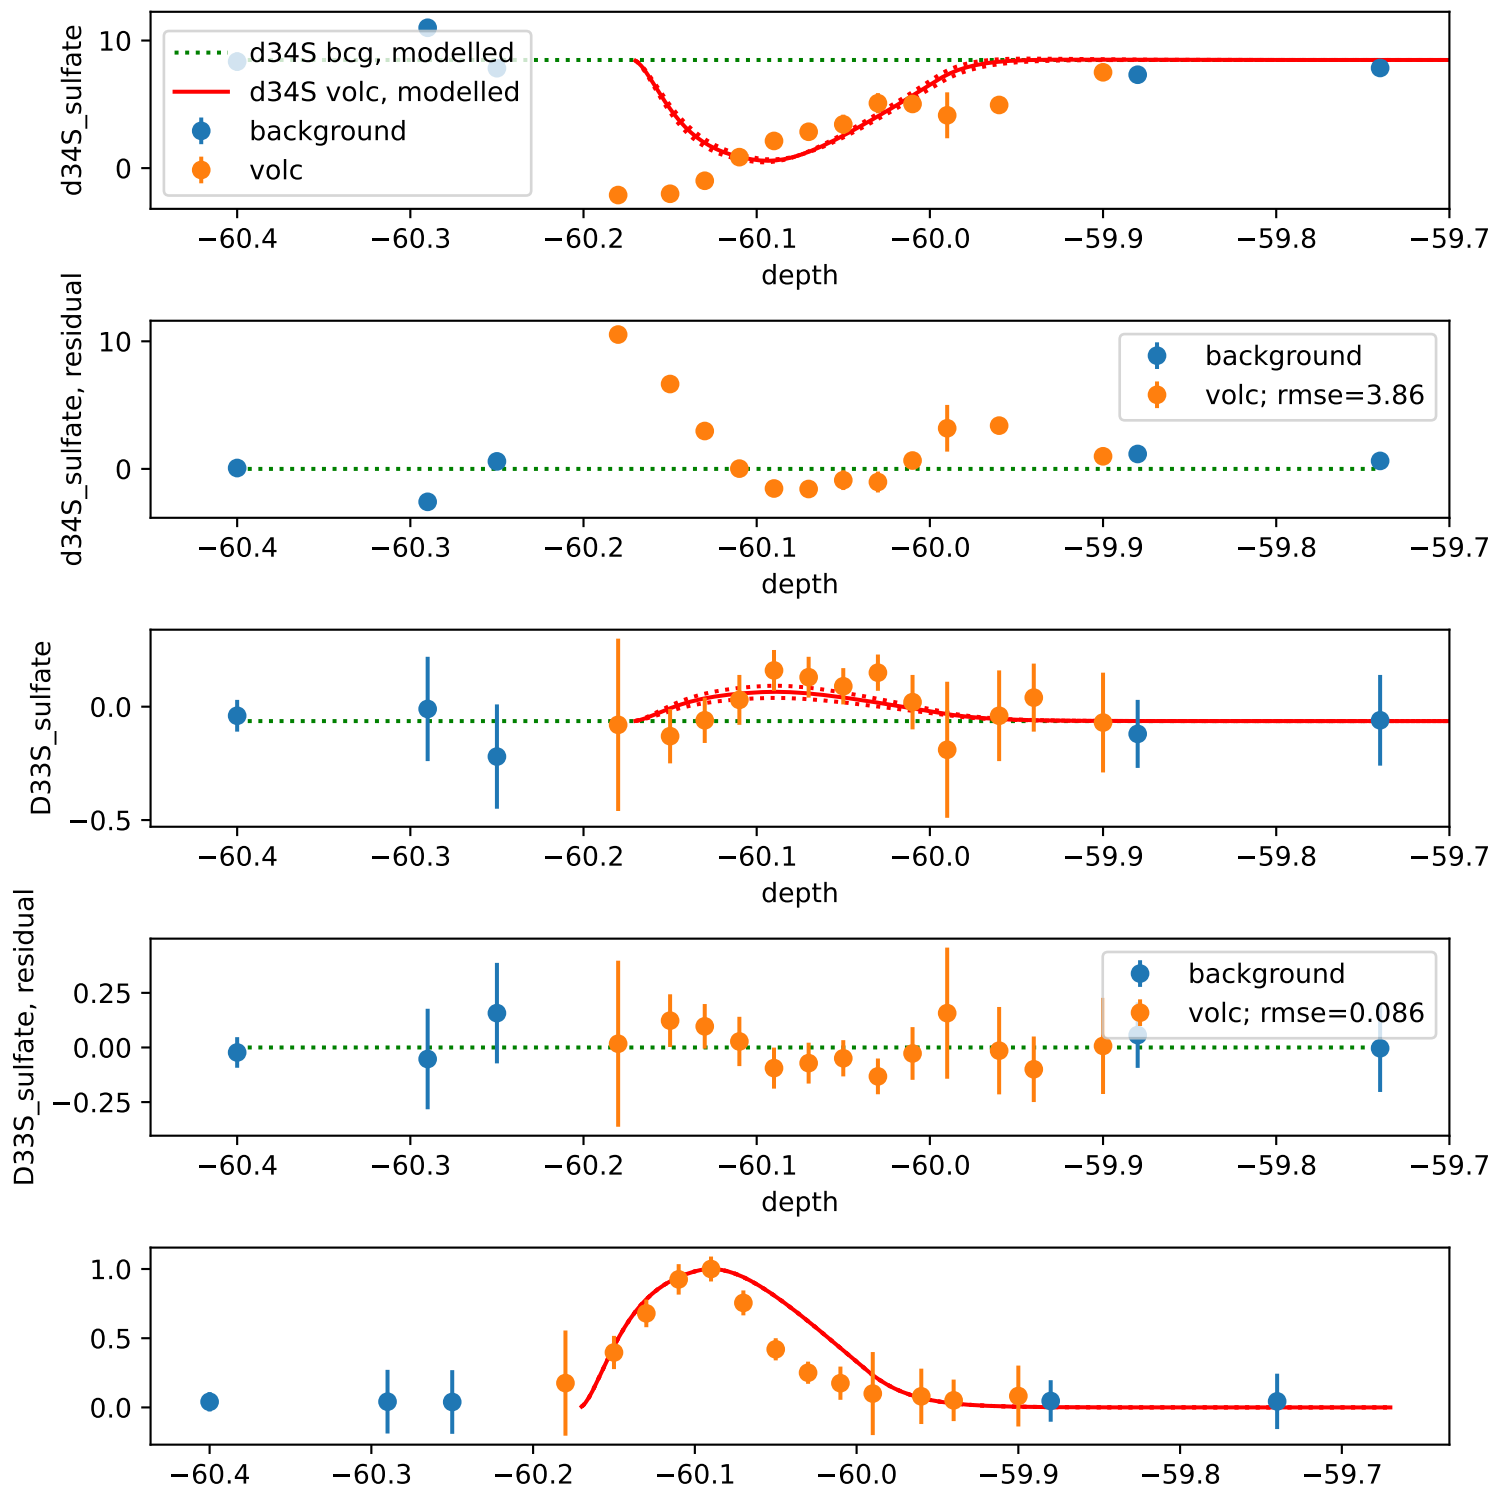 d34S_sulfate
10
0
d34S bcg, modelled
d34S volc, modelled
background
volc
−60.4 −60.3 −60.2 −60.1 −60.0 −59.9 −59.8 −59.7
depth
d34S_sulfate, residual
10
0
background
volc; rmse=3.86
−60.4 −60.3 −60.2 −60.1 −60.0 −59.9 −59.8 −59.7
depth
D33S_sulfate
0.0
−0.5
−60.4 −60.3 −60.2 −60.1 −60.0 −59.9 −59.8 −59.7
depth
D33S_sulfate, residual
0.25
0.00
−0.25
background
volc; rmse=0.086
−60.4 −60.3 −60.2 −60.1 −60.0 −59.9 −59.8 −59.7
depth
1.0
0.5
0.0
−60.4 −60.3 −60.2 −60.1 −60.0 −59.9 −59.8 −59.7